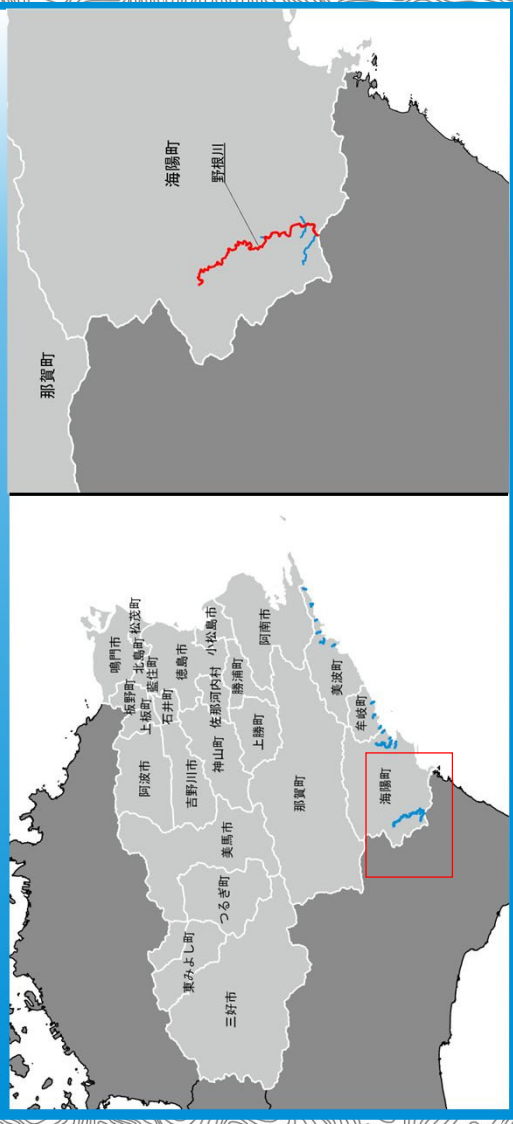 海陽町
野根川
那賀町
鳴門市
松茂町
北島町
板野町
藍住町
上板町
徳島市
石井町
小松島市
阿波市
吉野川市
佐那河内村
勝浦町
神山町
上勝町
阿南市
美馬市
那賀町
美波町
牟岐町
つるぎ町
海陽町
東みよし町
三好市